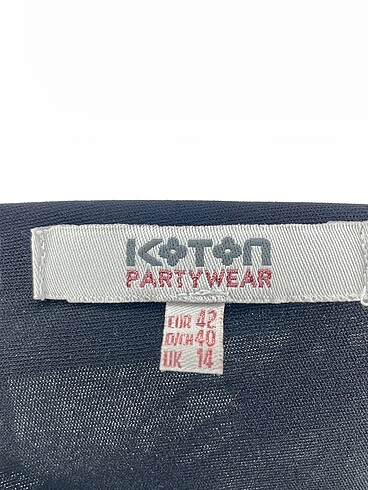 KOTON
PARTYWEAR
EUR 42
D/CH 40
UK 14